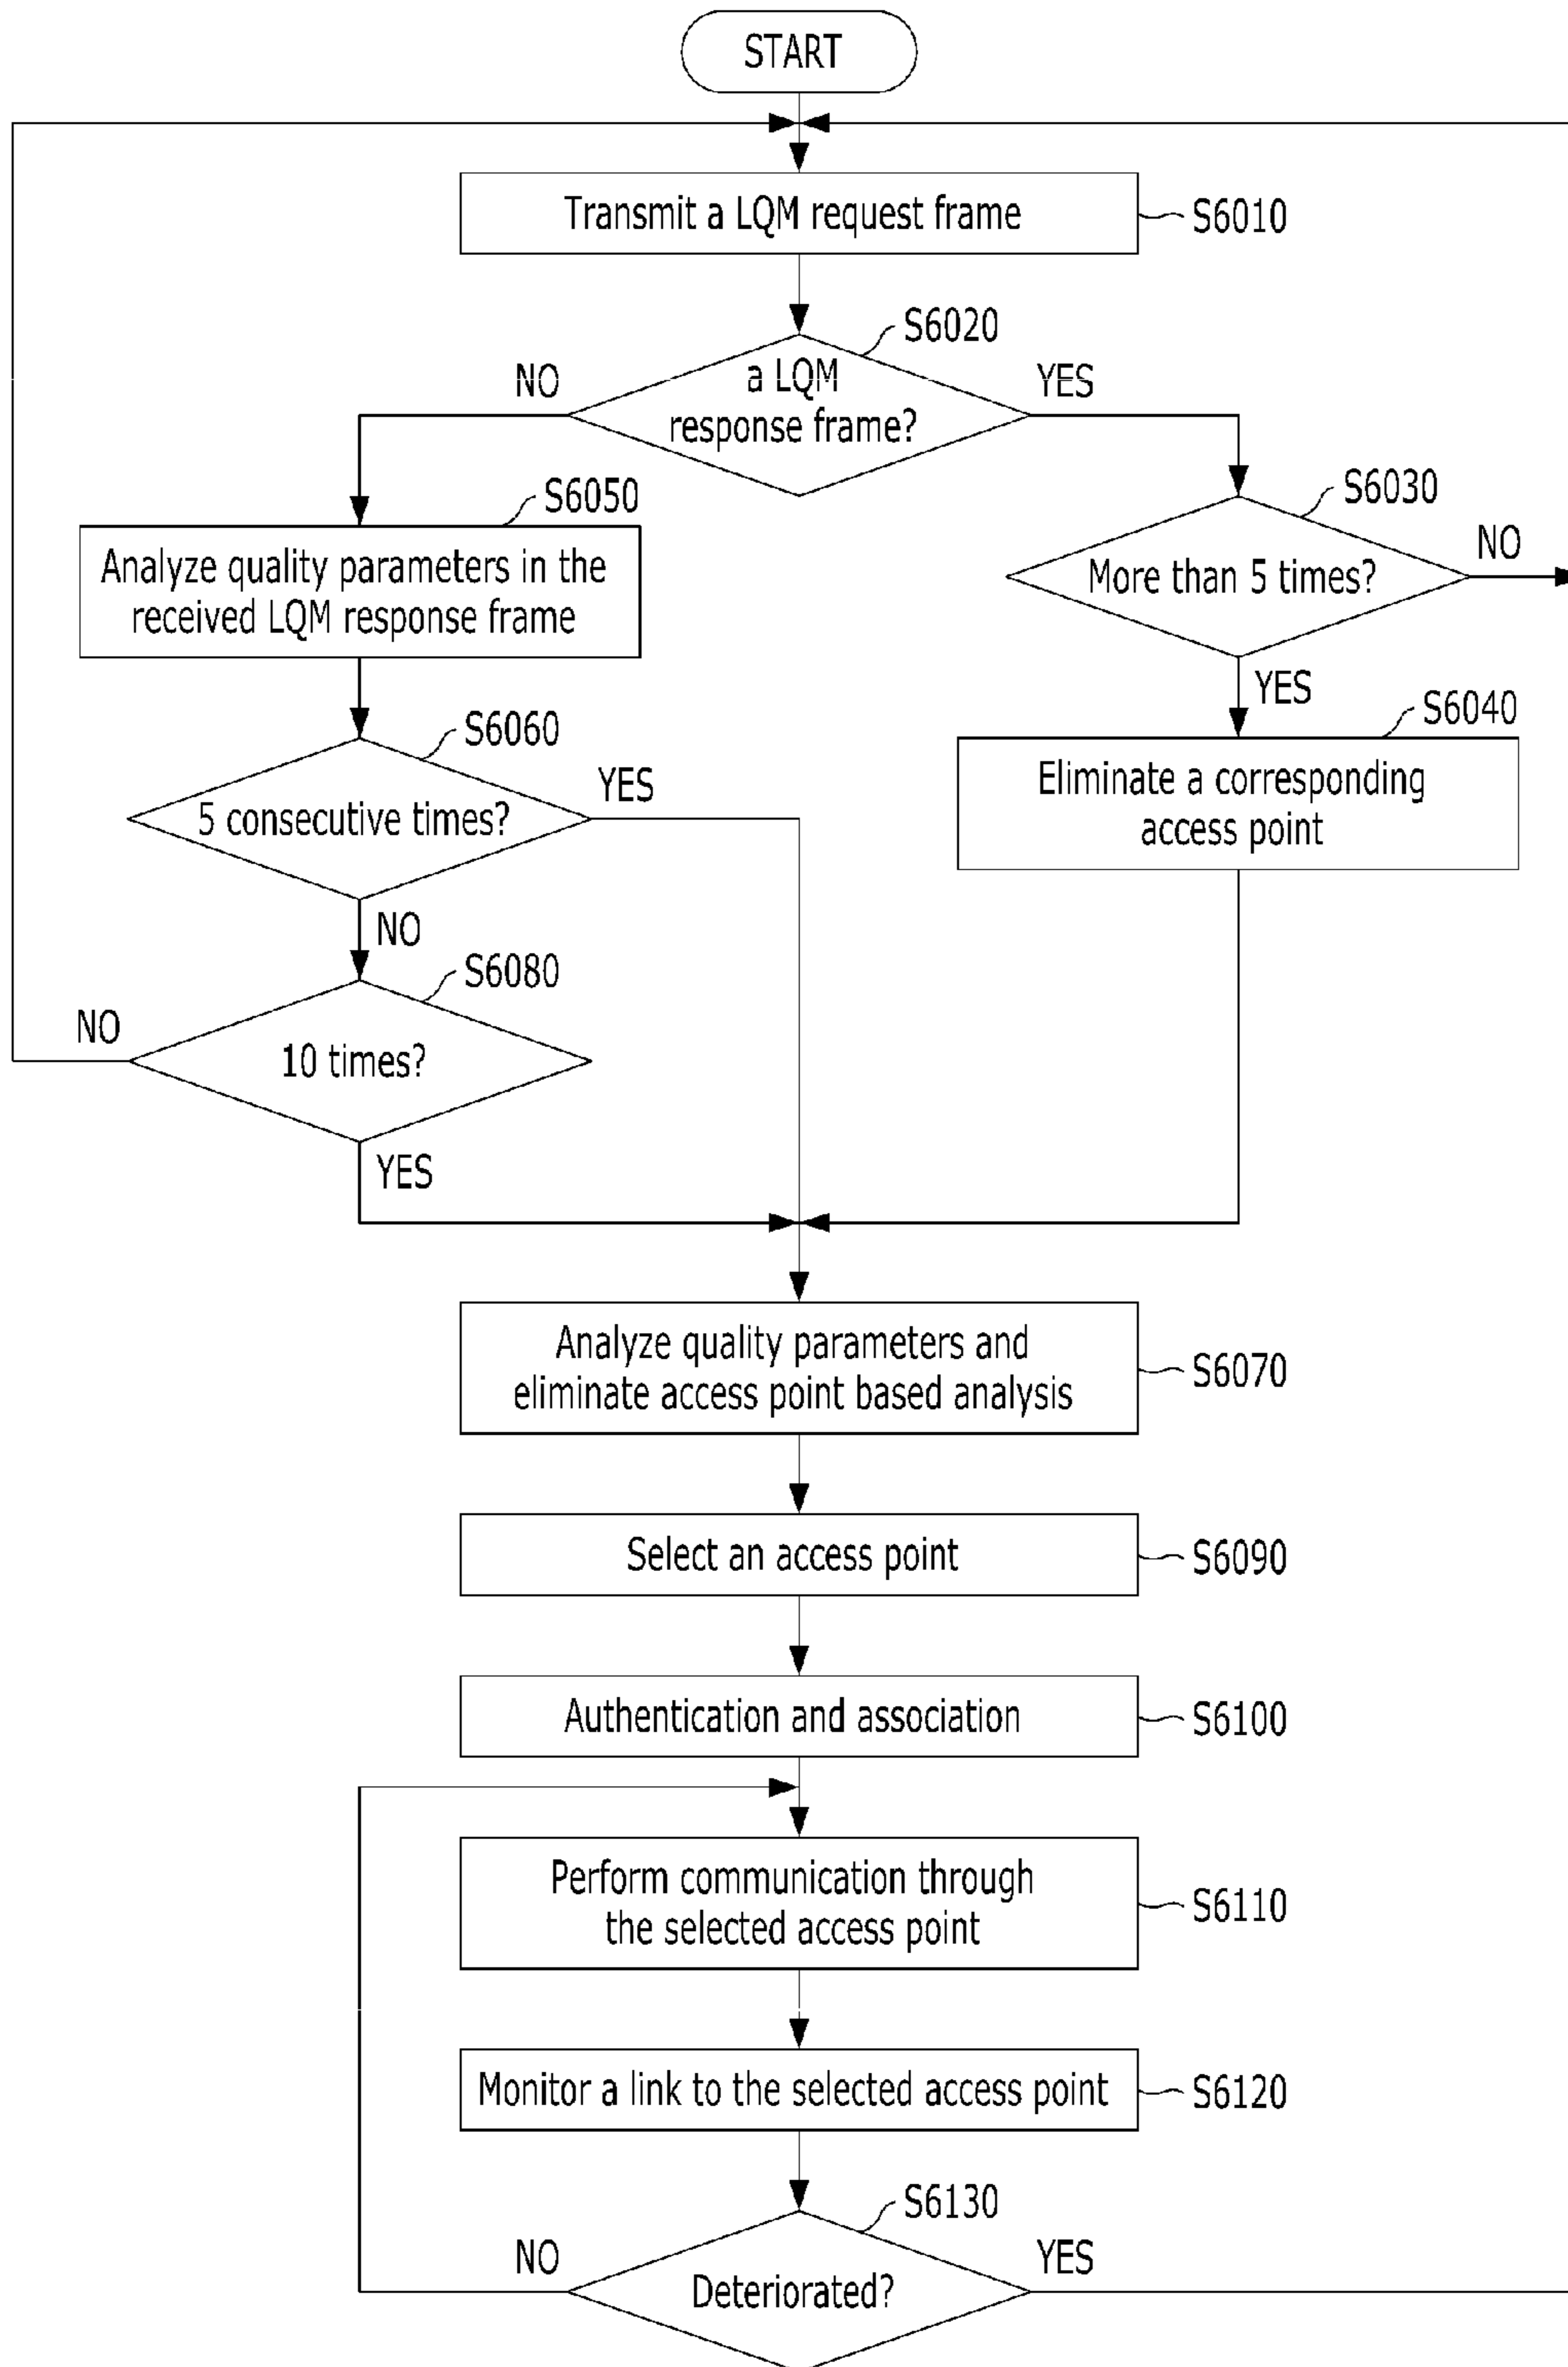 START
Transmit a LQM request frame
S6010
S6020
NO
a LQM
response frame?
YES
S6050
S6030
Analyze quality parameters in the
received LQM response frame
More than 5 times?
NO
YES
S6060
S6040
5 consecutive times?
YES
Eliminate a corresponding
access point
NO
S6080
NO
10 times?
YES
Analyze quality parameters and
eliminate access point based analysis
S6070
Select an access point
S6090
Authentication and association
S6100
Perform communication through
the selected access point
S6110
Monitor a link to the selected access point
S6120
S6130
NO
Deteriorated?
YES